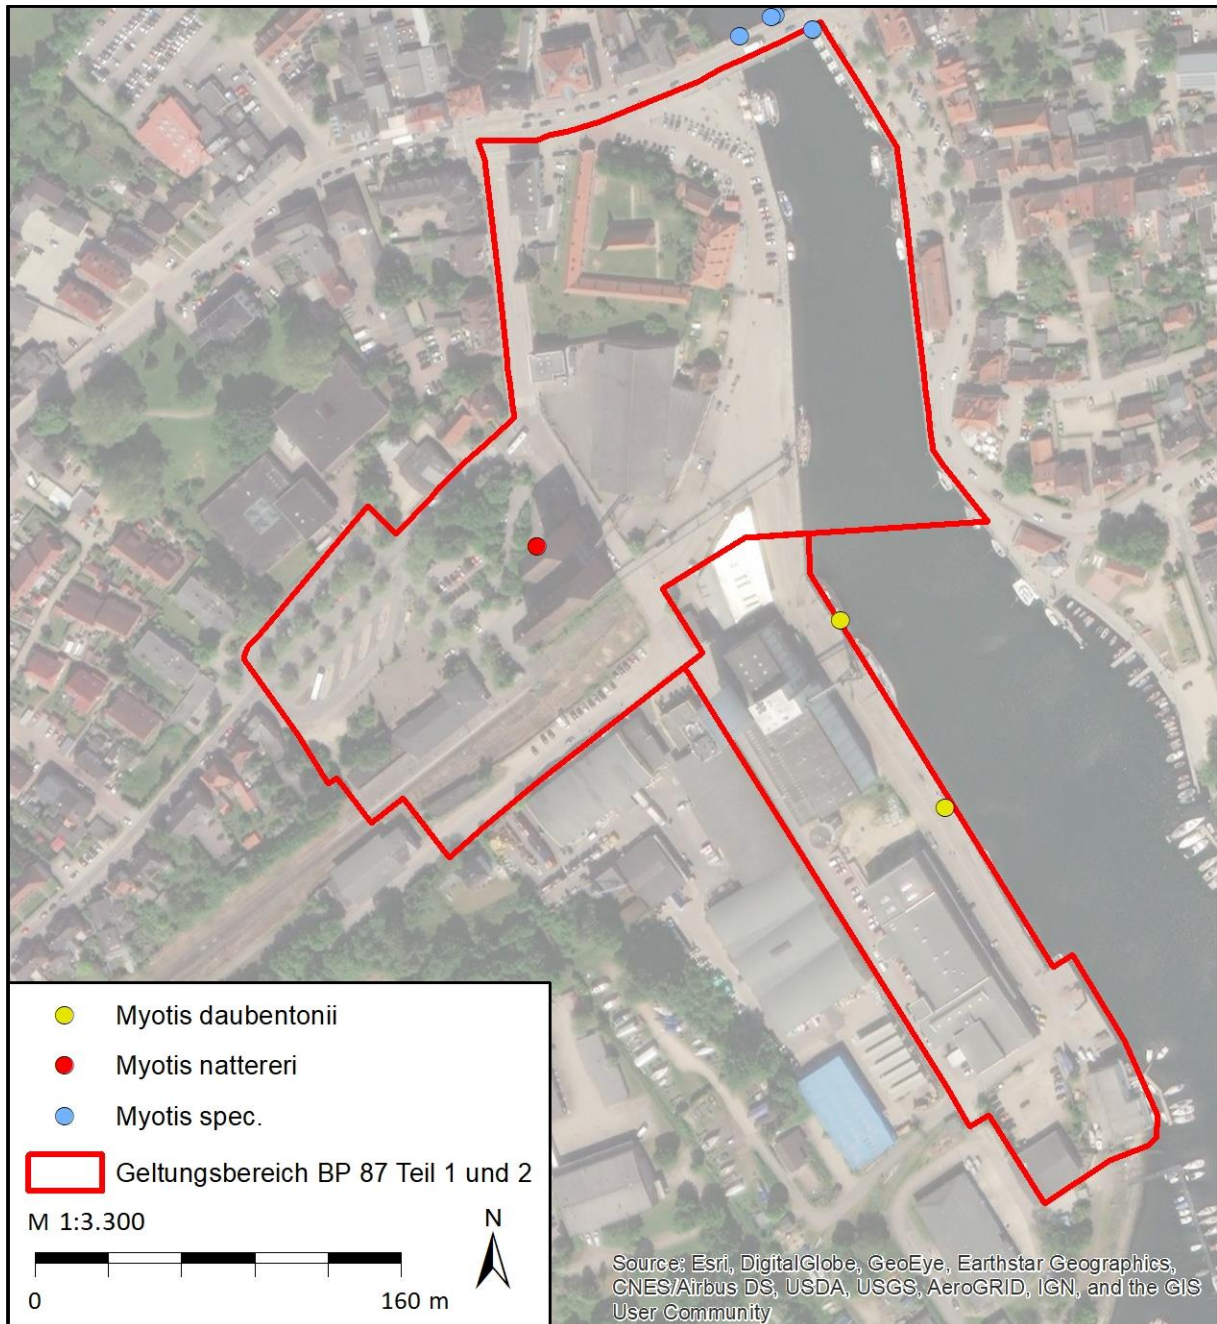 Myotis daubentonii
Myotis nattereri
Myotis spec.
Geltungsbereich BP 87 Teil 1 und 2
M 1:3.300
N
0 160 m
Source: Esri, DigitalGlobe, GeoEye, Earthstar Geographics,
CNES/Airbus DS, USDA, USGS, AeroGRID, IGN, and the GIS
User Community